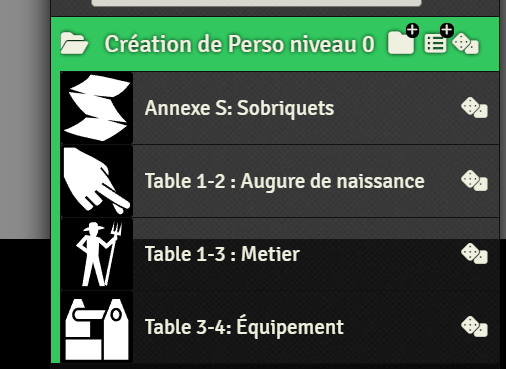 Création de Perso niveau 0
Annexe S: Sobriquets
Table 1-2 : Augure de naissance
Table 1-3 : Metier
Table 3-4: Équipement